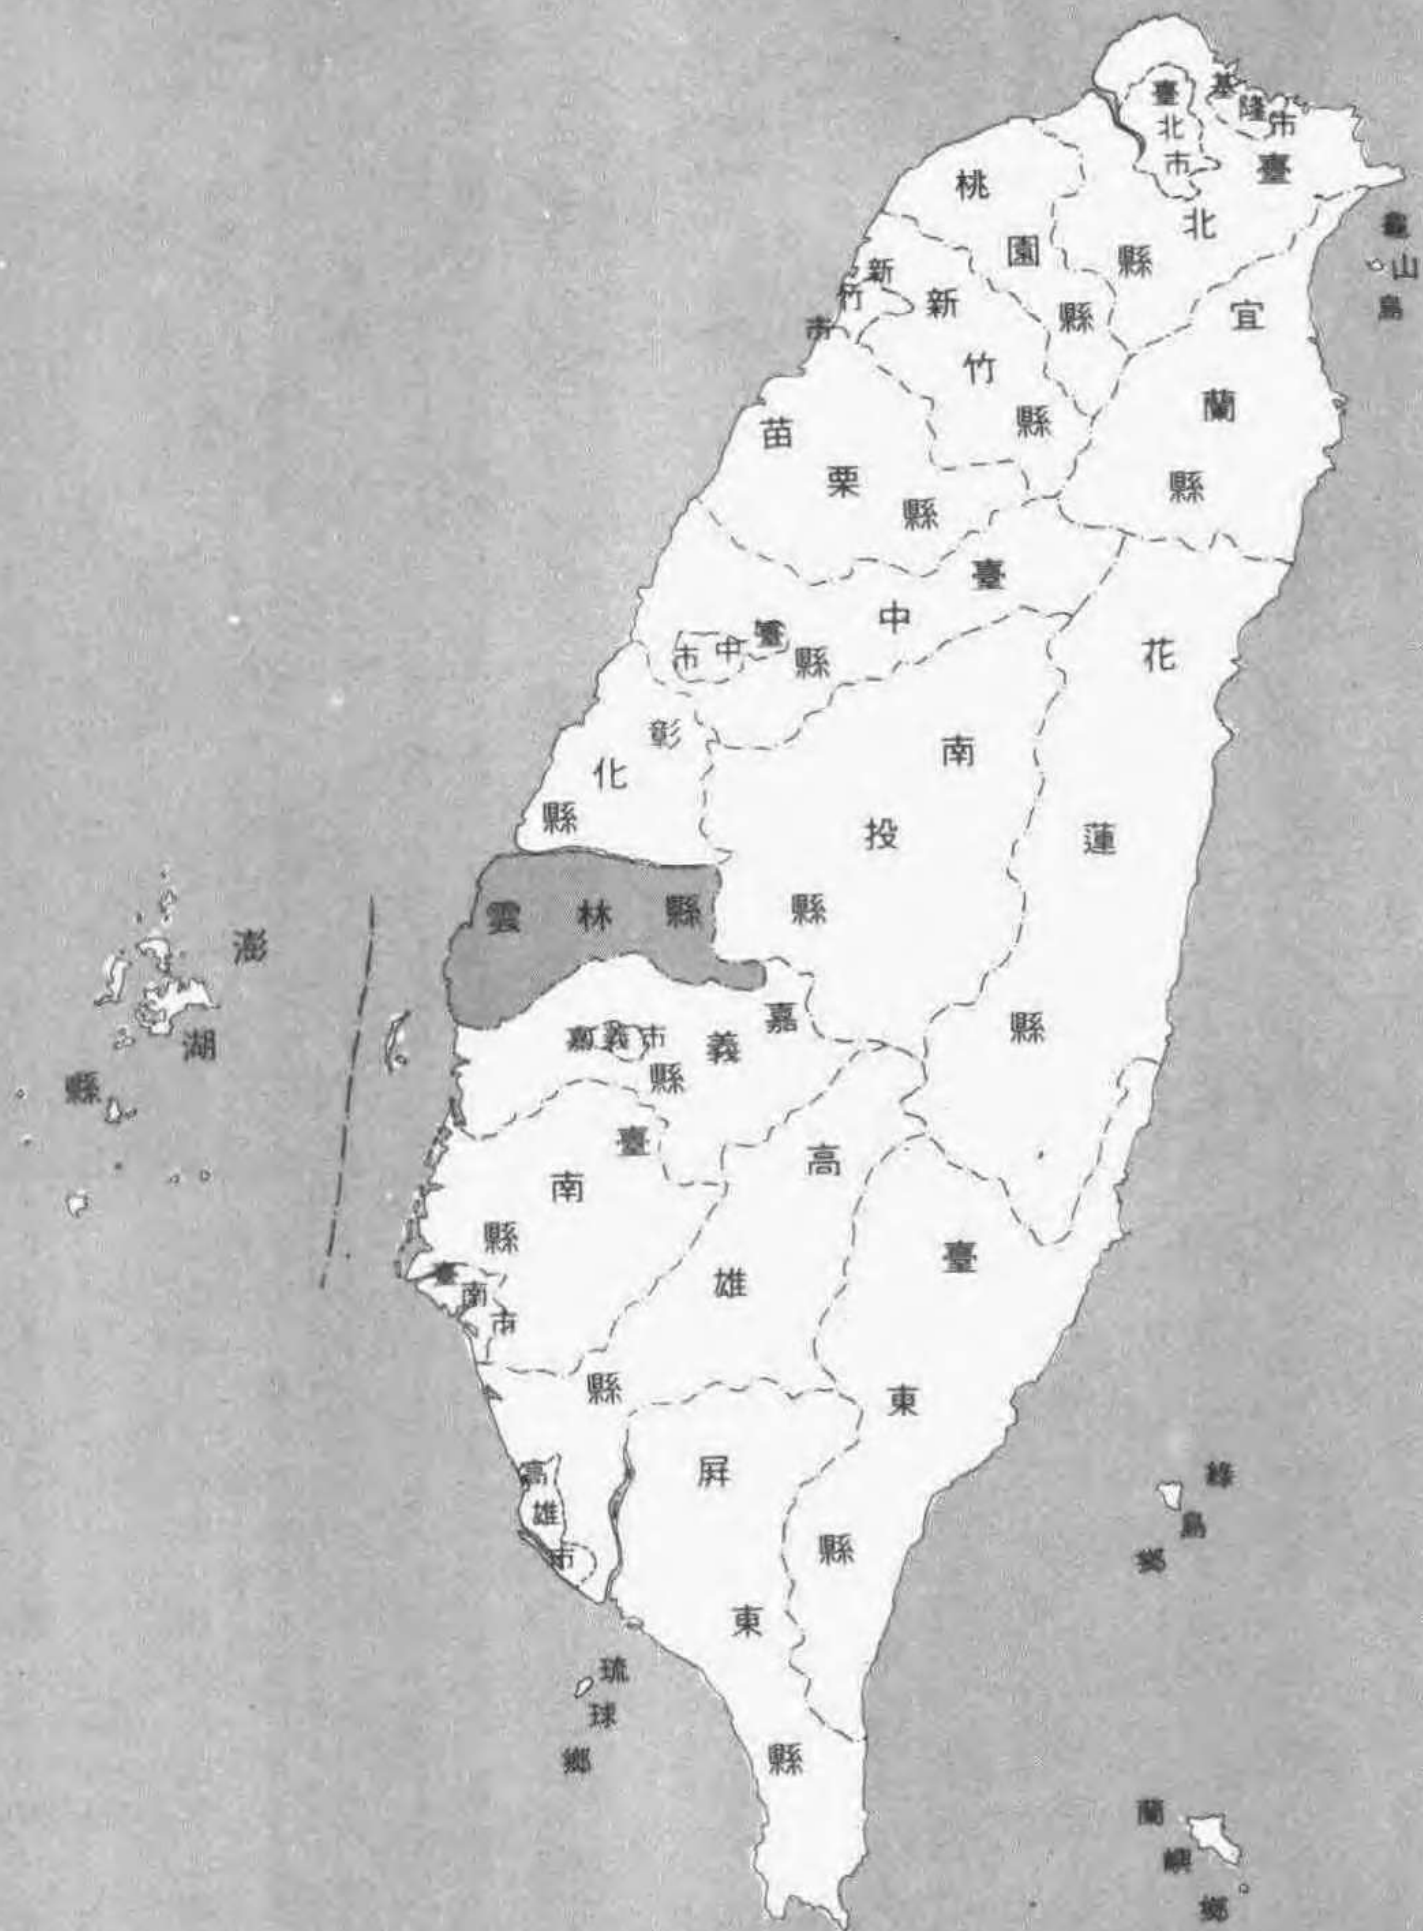 臺北市
基隆市
臺北縣
桃園縣
龜山島
新竹市
新竹縣
宜蘭縣
苗栗縣
臺中縣
臺中市
花蓮縣
彰化縣
南投縣
雲林縣
澎湖縣
嘉義市
嘉義縣
臺南縣
高雄縣
臺南市
臺東縣
高雄市
屏東縣
綠島鄉
琉球鄉
蘭嶼鄉